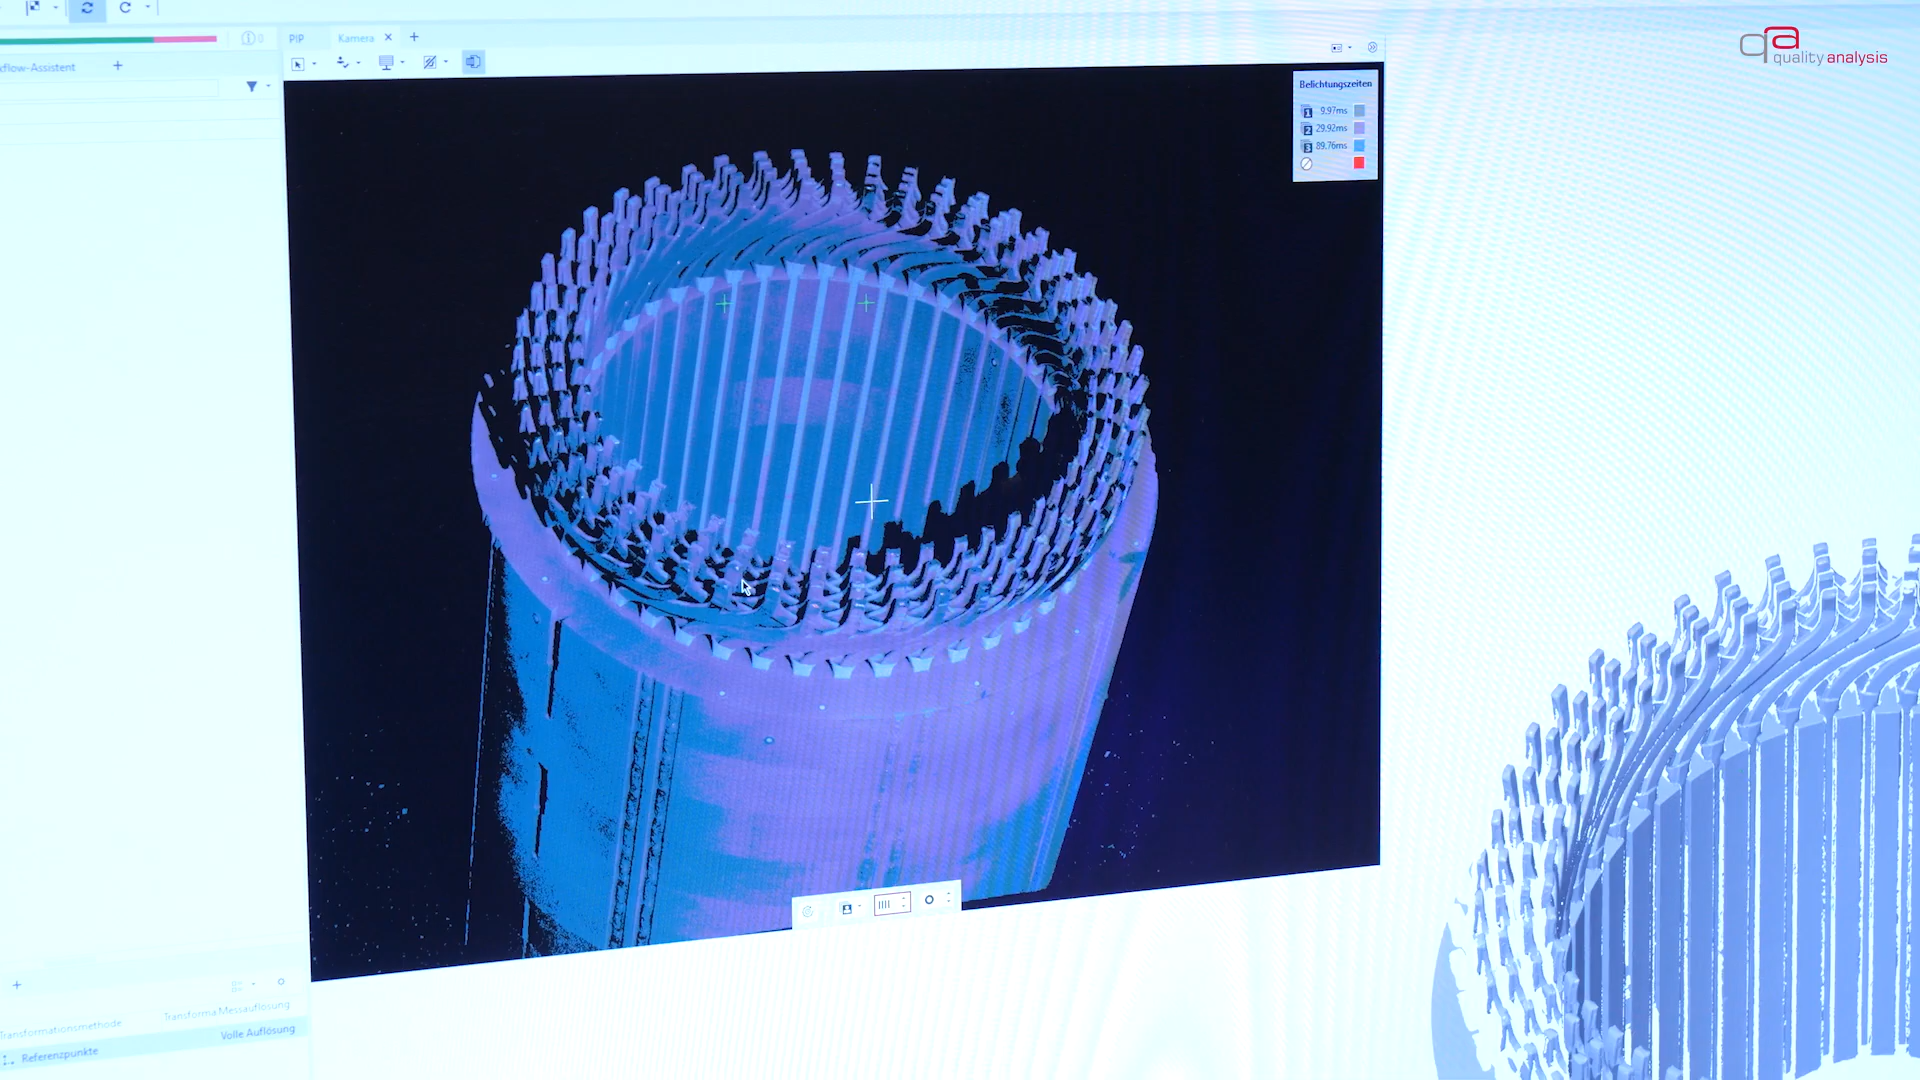 qa
quality analysis
PIP
Kamera
flow-Assistent
Belichtungszeiten
1 9.97ms
2 29.92ms
3 89.76ms
Transformationsmethode
Transforma Messauflösung
Referenzpunkte
Volle Auflösung